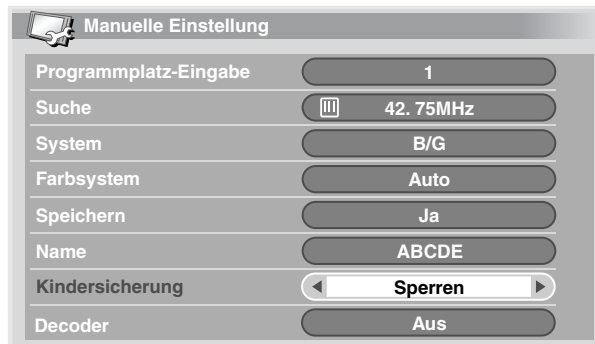 Manuelle Einstellung
Programmplatz-Eingabe 1
Suche 42. 75MHz
System B/G
Farbsystem Auto
Speichern Ja
Name ABCDE
Kindersicherung Sperren
Decoder Aus